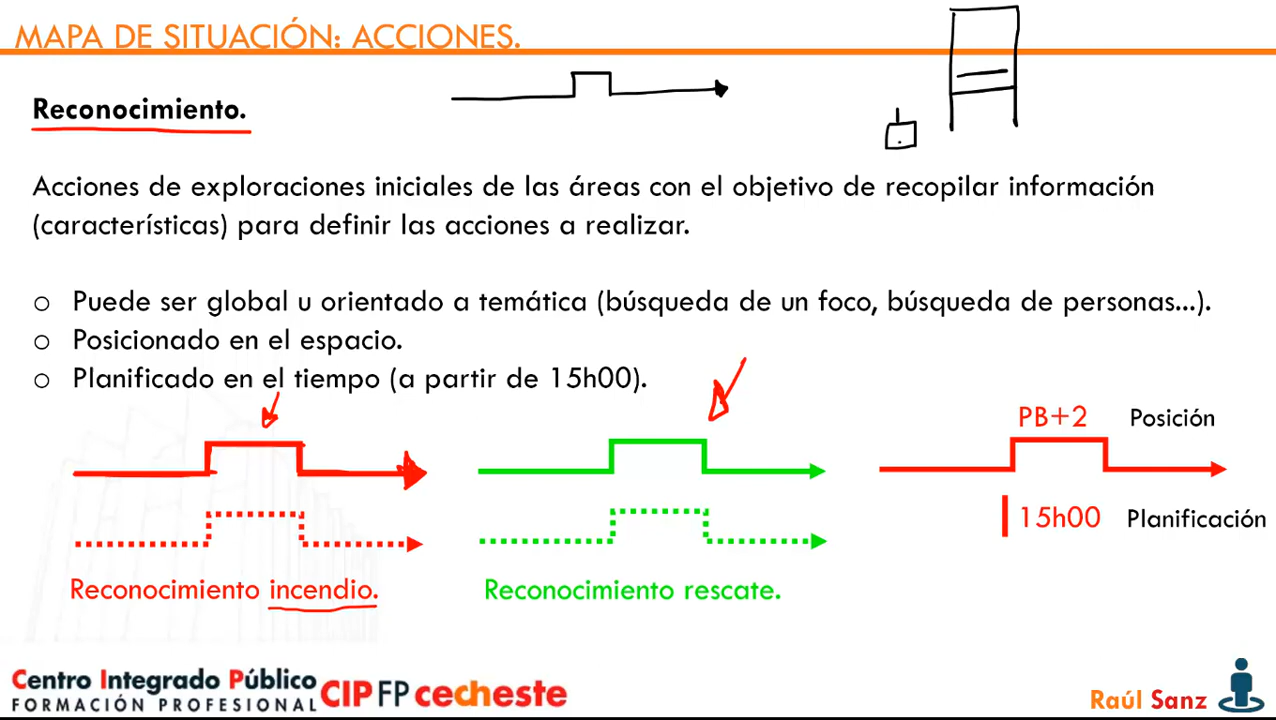 MAPA DE SITUACIÓN: ACCIONES.
Reconocimiento.
Acciones de exploraciones iniciales de las áreas con el objetivo de recopilar información
(características) para definir las acciones a realizar.
o Puede ser global u orientado a temática (búsqueda de un foco, búsqueda de personas...).
o Posicionado en el espacio.
o Planificado en el tiempo (a partir de 15h00).
PB+2 Posición
15h00 Planificación
Reconocimiento incendio.
Reconocimiento rescate.
Centro Integrado Público
FORMACIÓN PROFESIONAL
CIP FP cecheste
Raúl Sanz